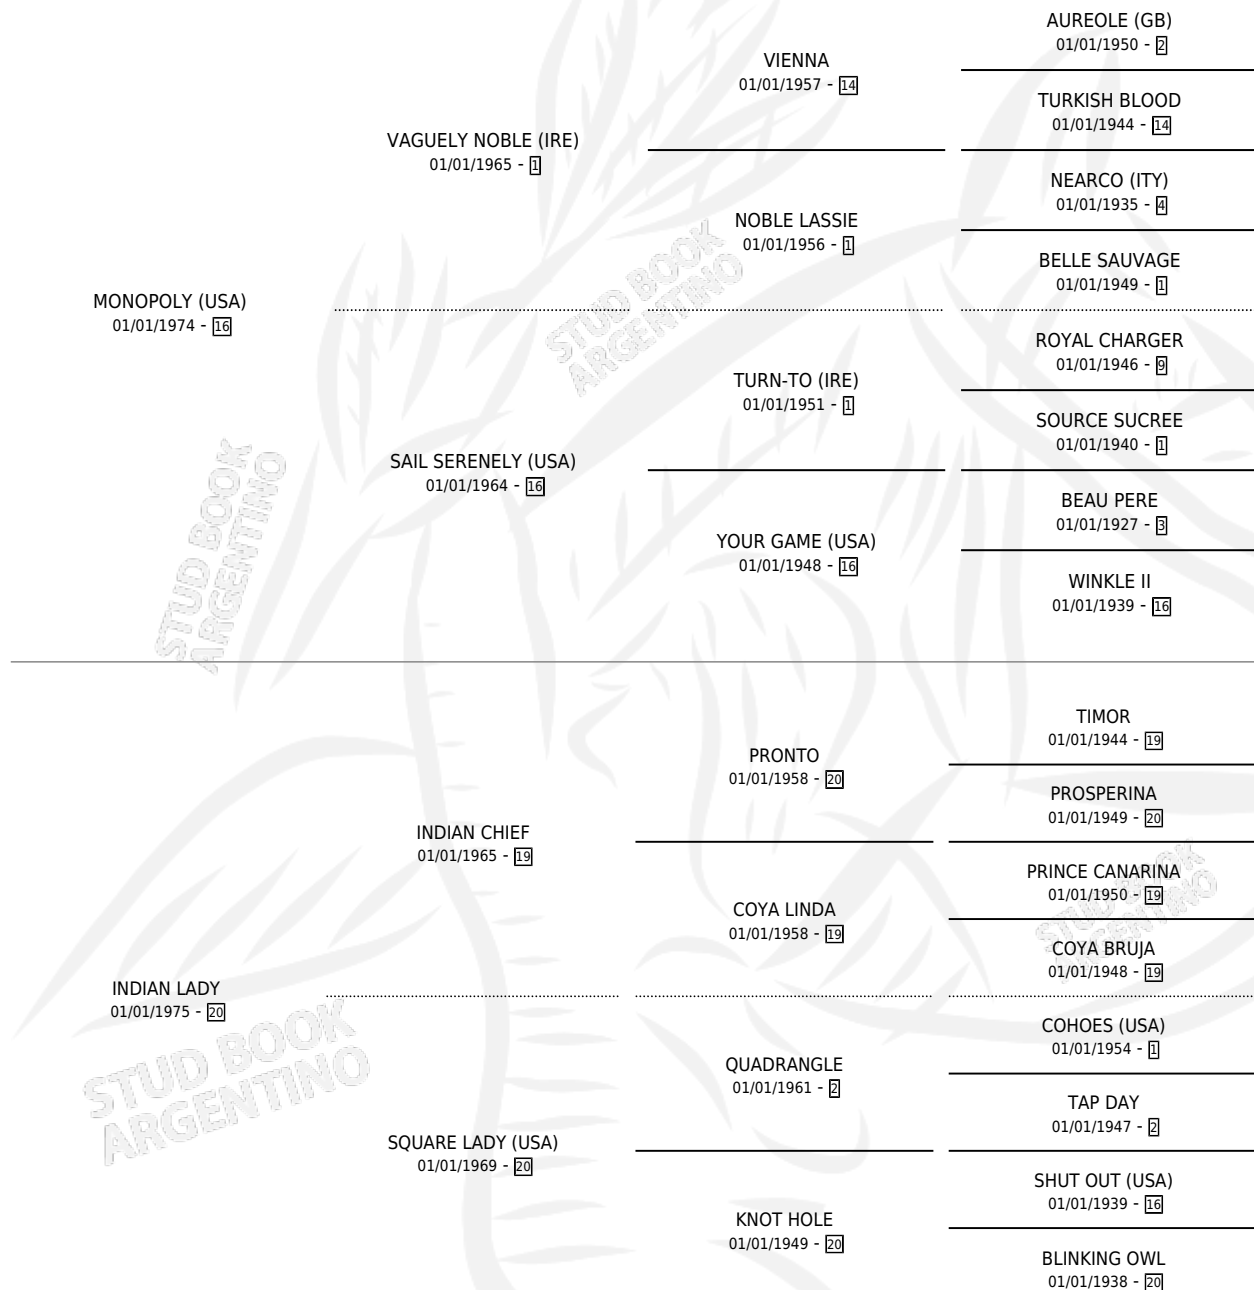 AUREOLE (GB)
01/01/1950 - 2
VIENNA
01/01/1957 - 14
TURKISH BLOOD
01/01/1944 - 14
VAGUELY NOBLE (IRE)
01/01/1965 - 1
NEARCO (ITY)
01/01/1935 - 4
NOBLE LASSIE
01/01/1956 - 1
BELLE SAUVAGE
01/01/1949 - 1
MONOPOLY (USA)
01/01/1974 - 16
STUD BOOK
ARGENTINO
ROYAL CHARGER
01/01/1946 - 9
TURN-TO (IRE)
01/01/1951 - 1
SOURCE SUCREE
01/01/1940 - 1
SAIL SERENELY (USA)
01/01/1964 - 16
BEAU PERE
01/01/1927 - 3
YOUR GAME (USA)
01/01/1948 - 16
WINKLE II
01/01/1939 - 16
STUD BOOK
ARGENTINO
TIMOR
01/01/1944 - 19
PRONTO
01/01/1958 - 20
PROSPERINA
01/01/1949 - 20
INDIAN CHIEF
01/01/1965 - 19
PRINCE CANARINA
01/01/1950 - 19
COYA LINDA
01/01/1958 - 19
STUD BOOK
ARGENTINO
COYA BRUJA
01/01/1948 - 19
INDIAN LADY
01/01/1975 - 20
STUD BOOK
ARGENTINO
COHOES (USA)
01/01/1954 - 1
QUADRANGLE
01/01/1961 - 2
TAP DAY
01/01/1947 - 2
SQUARE LADY (USA)
01/01/1969 - 20
SHUT OUT (USA)
01/01/1939 - 16
KNOT HOLE
01/01/1949 - 20
BLINKING OWL
01/01/1938 - 20